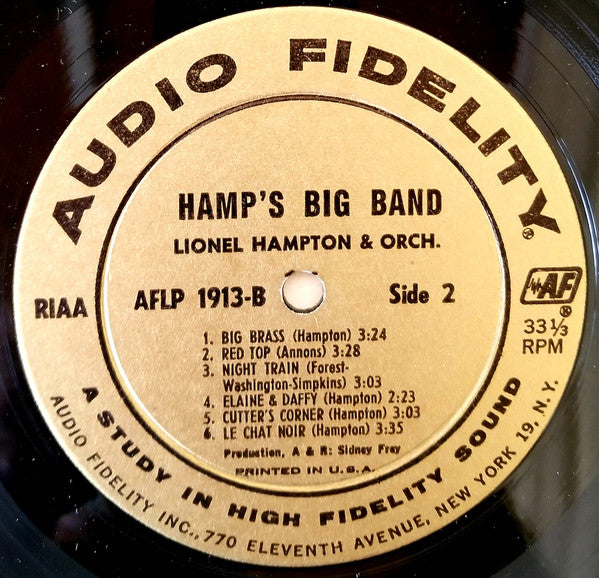 AUDIO FIDELITY®
HAMP'S BIG BAND
LIONEL HAMPTON & ORCH.
RIAA
AFLP 1913-B
Side 2
AF®
33⅓
RPM
1. BIG BRASS (Hampton) 3:24
2. RED TOP (Annons) 3:28
3. NIGHT TRAIN (Forest-
Washington-Simpkins) 3:03
4. ELAINE & DAFFY (Hampton) 2:23
5. CUTTER'S CORNER (Hampton) 3:03
6. LE CHAT NOIR (Hampton) 3:35
Production, A & R: Sidney Frey
PRINTED IN U.S.A.
A STUDY IN HIGH FIDELITY SOUND
AUDIO FIDELITY INC., 770 ELEVENTH AVENUE, NEW YORK 19, N.Y.